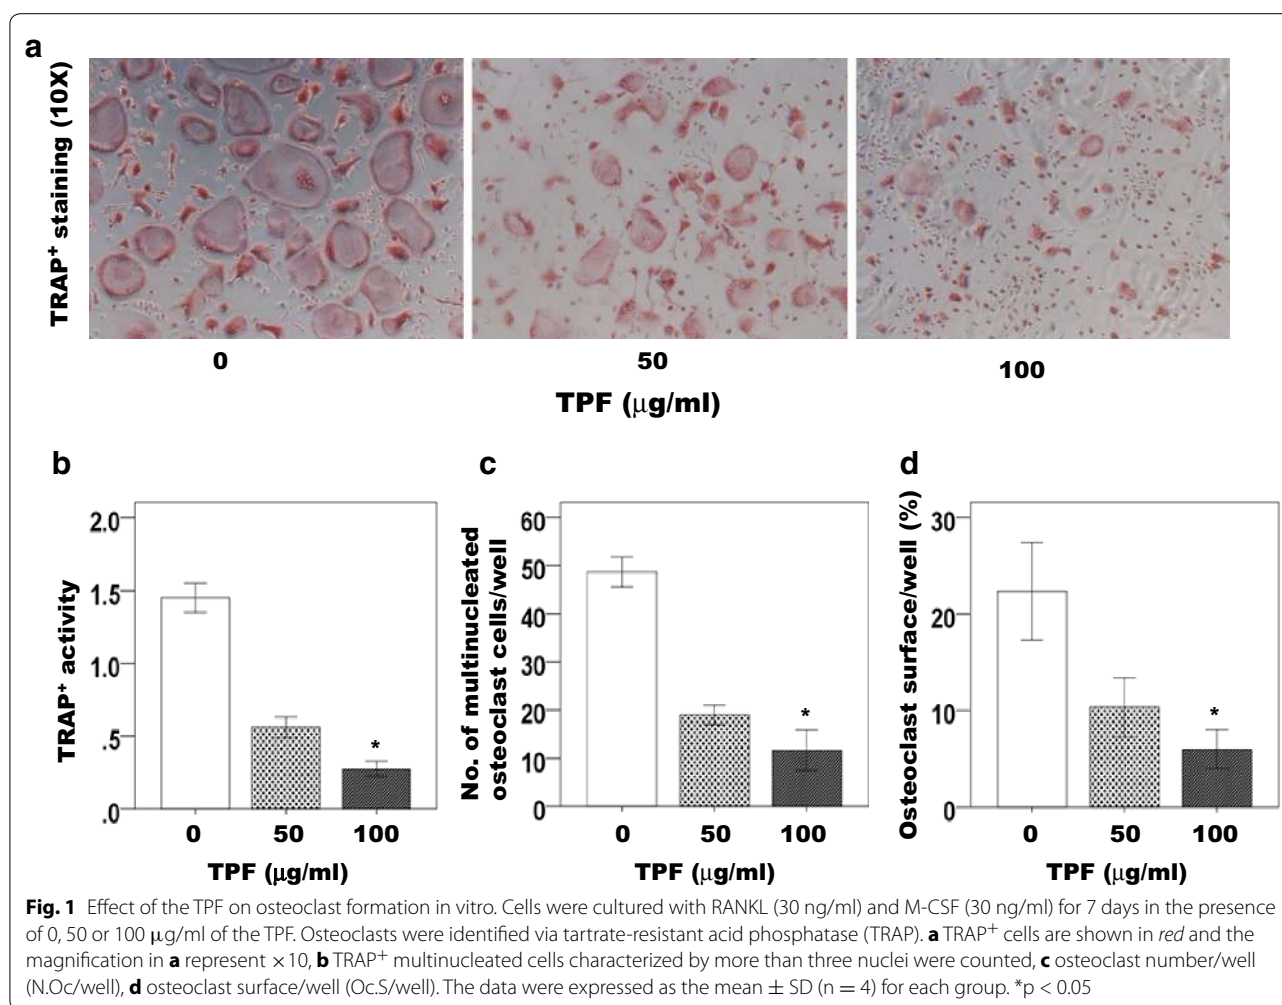 a
TRAP⁺ staining (10X)
0
50
100
TPF (μg/ml)
b
TRAP⁺ activity
2.0
1.5
1.0
.5
.0
*
0
50
100
TPF (μg/ml)
c
No. of multinucleated
osteoclast cells/well
60
50
40
30
20
10
0
*
0
50
100
TPF (μg/ml)
d
Osteoclast surface/well (%)
30
20
10
0
*
0
50
100
TPF (μg/ml)
Fig. 1 Effect of the TPF on osteoclast formation in vitro. Cells were cultured with RANKL (30 ng/ml) and M-CSF (30 ng/ml) for 7 days in the presence
of 0, 50 or 100 μg/ml of the TPF. Osteoclasts were identified via tartrate-resistant acid phosphatase (TRAP). a TRAP⁺ cells are shown in red and the
magnification in a represent ×10, b TRAP⁺ multinucleated cells characterized by more than three nuclei were counted, c osteoclast number/well
(N.Oc/well), d osteoclast surface/well (Oc.S/well). The data were expressed as the mean ± SD (n = 4) for each group. *p < 0.05